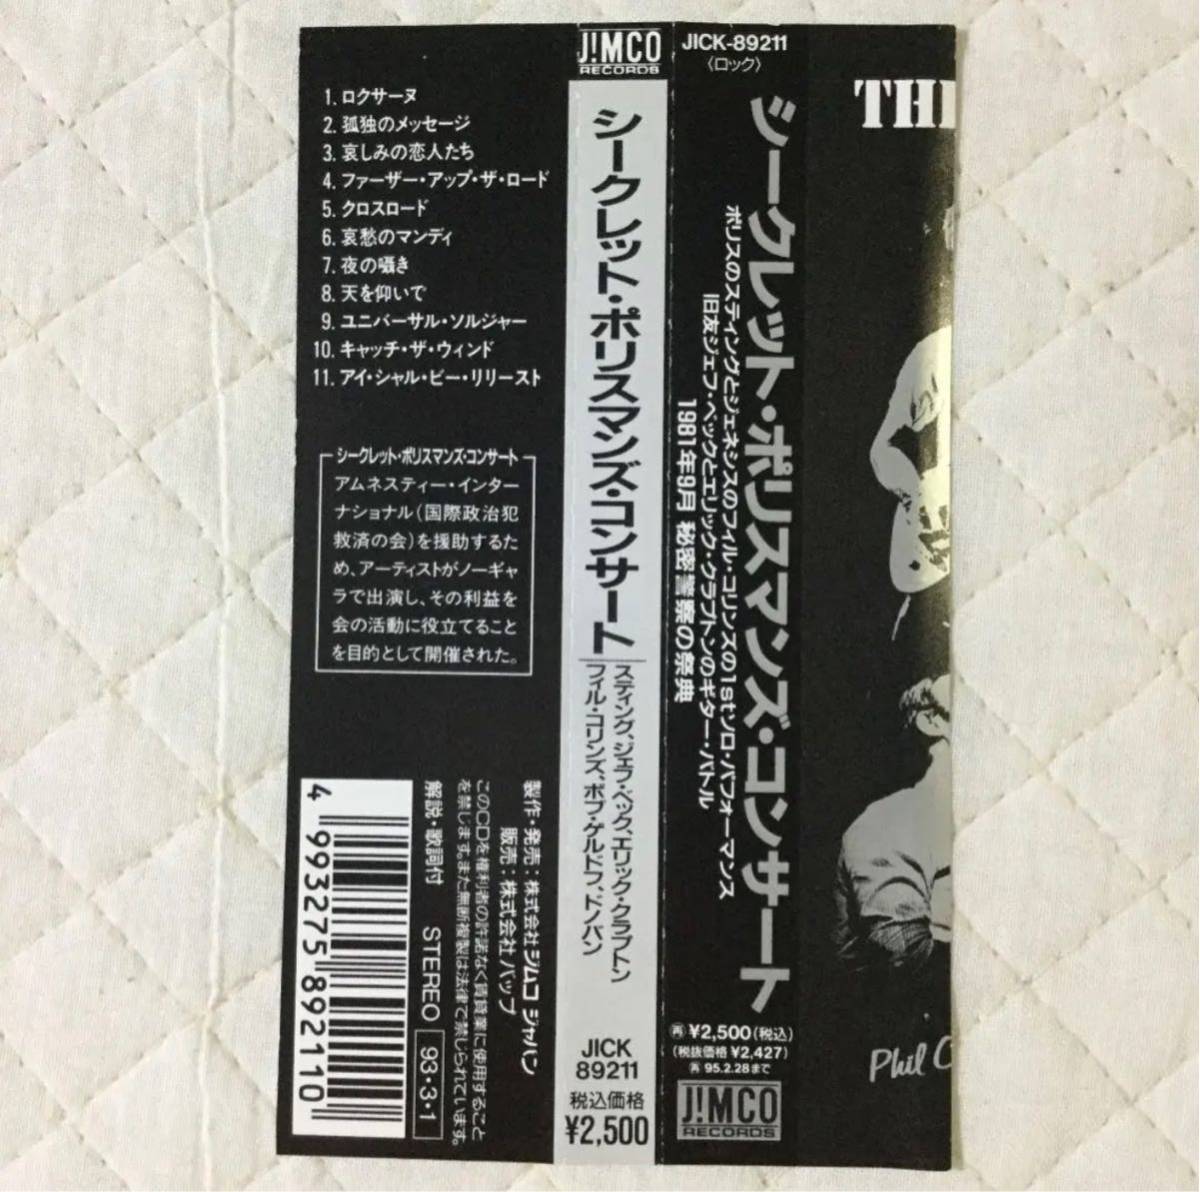 1. ロクサーヌ
2. 孤独のメッセージ
3. 哀しみの恋人たち
4. ファーザー・アップ・ザ・ロード
5. クロスロード
6. 哀愁のマンディ
7. 夜の囁き
8. 天を仰いで
9. ユニバーサル・ソルジャー
10. キャッチ・ザ・ウィンド
11. アイ・シャル・ビー・リリースト
シークレット・ポリスマンズ・コンサート
アムネスティー・インター
ナショナル(国際政治犯
救済の会)を援助するた
め、アーティストがノーギャ
ラで出演し、その利益を
会の活動に役立てること
を目的として開催された。
製作・発売:株式会社 ジムコ ジャパン
販売:株式会社 バップ
このCDを権利者の許諾なく賃貸業に使用すること
を禁じます。また無断複製は法律で禁じられています。
解説・歌詞付 STEREO 93・3・1
4 993275 892110
J!MCO
RECORDS
シークレット・ポリスマンズ・コンサート
スティング、ジェフ・ベック、エリック・クラプトン
フィル・コリンズ、ボブ・ゲルドフ、ドノバン
JICK
89211
税込価格
¥2,500
JICK-89211
〈ロック〉
シークレット・ポリスマンズ・コンサート
ポリスのスティングとジェネシスのフィル・コリンズの1stソロ・パフォーマンス
旧友ジェフ・ベックとエリック・クラプトンのギター・バトル
1981年9月 秘密警察の祭典
再 ¥2,500(税込)
(税抜価格 ¥2,427)
再 95.2.28まで
J!MCO
RECORDS
TH
Phil C